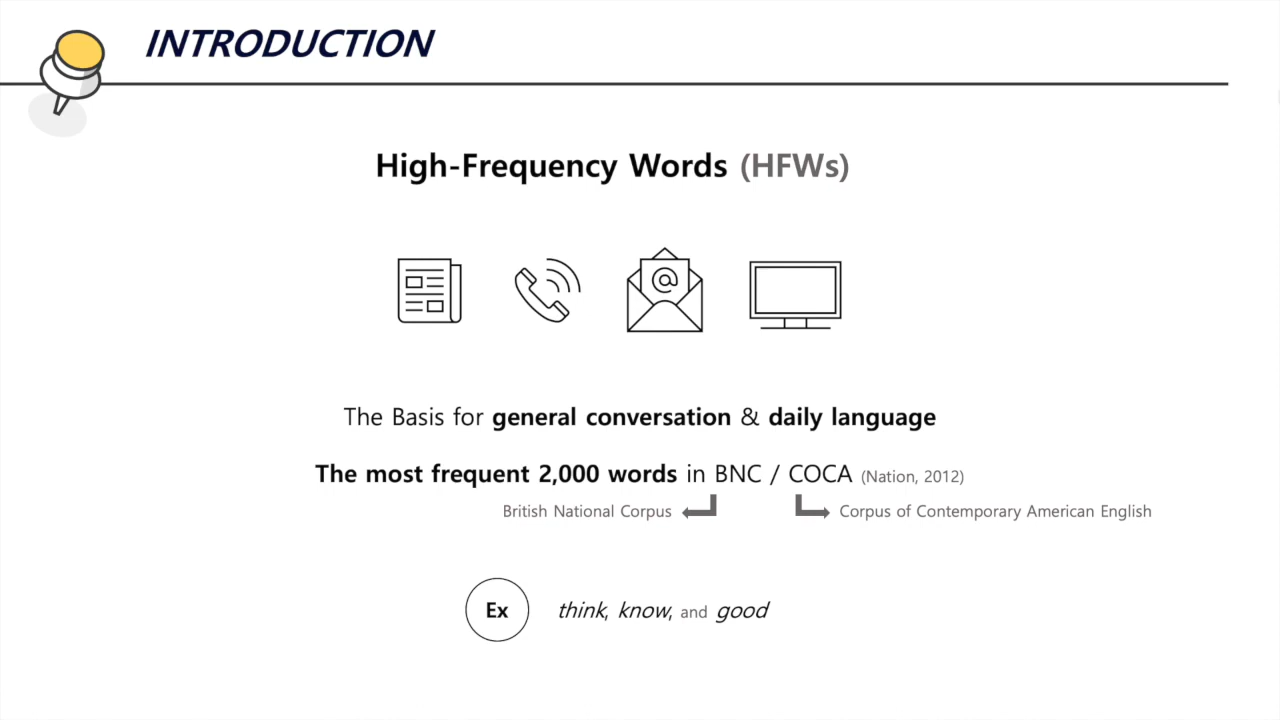 INTRODUCTION
High-Frequency Words (HFWs)
@
The Basis for general conversation & daily language
The most frequent 2,000 words in BNC / COCA (Nation, 2012)
British National Corpus
Corpus of Contemporary American English
Ex
think, know, and good